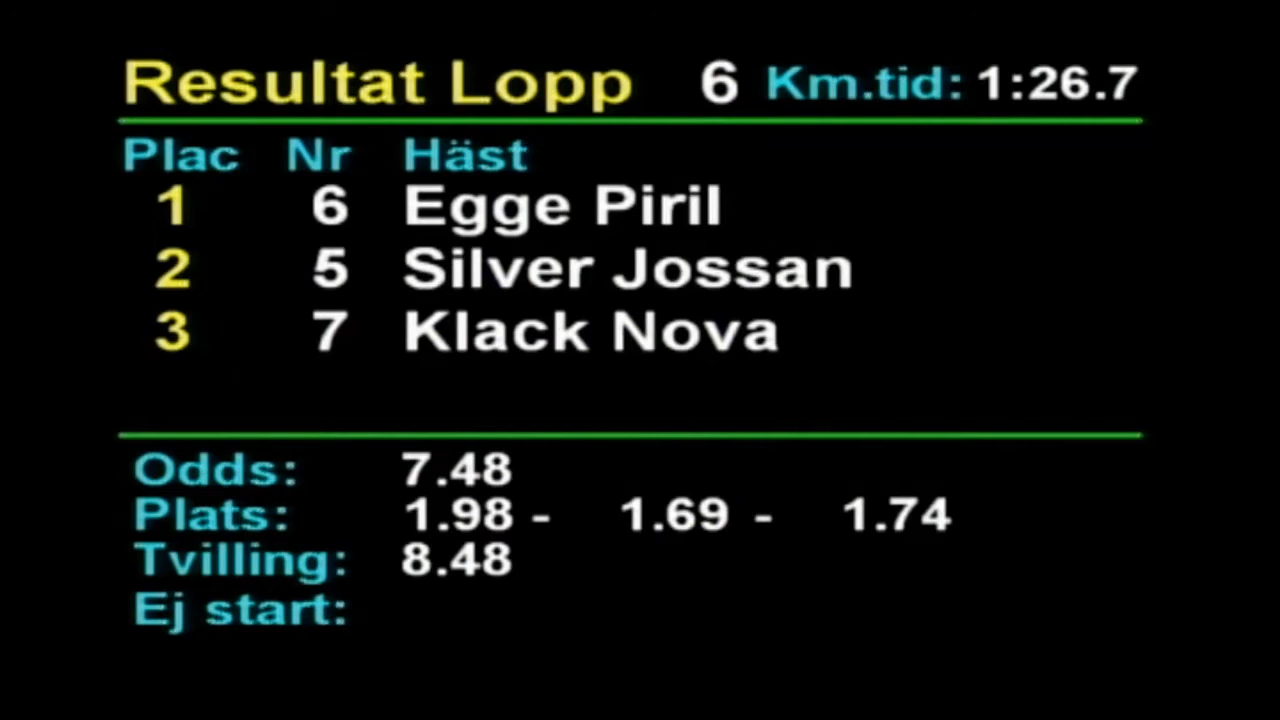 Resultat Lopp 6 Km.tid: 1:26.7
Plac Nr Häst
1 6 Egge Piril
2 5 Silver Jossan
3 7 Klack Nova
Odds: 7.48
Plats: 1.98 - 1.69 - 1.74
Tvilling: 8.48
Ej start: